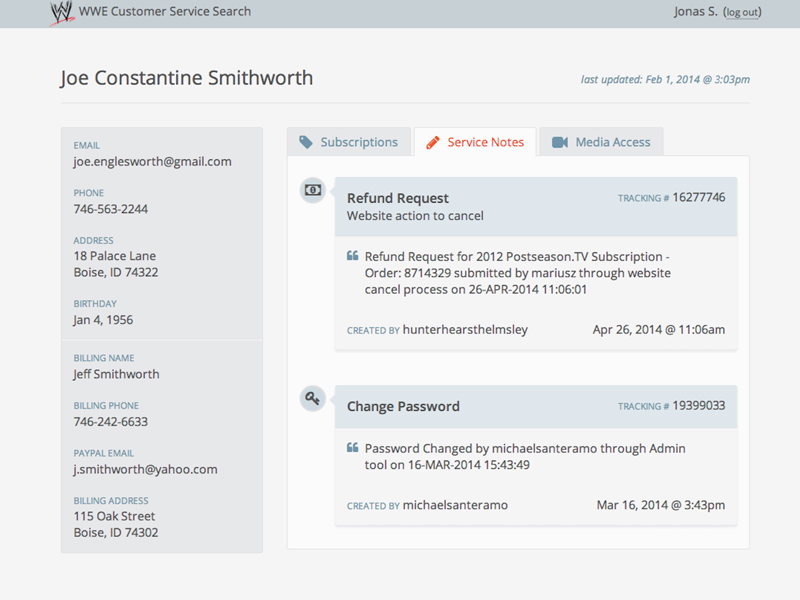 WWE Customer Service Search
Jonas S. (log out)
Joe Constantine Smithworth
last updated: Feb 1, 2014 @ 3:03pm
EMAIL
joe.englesworth@gmail.com
PHONE
746-563-2244
ADDRESS
18 Palace Lane
Boise, ID 74322
BIRTHDAY
Jan 4, 1956
BILLING NAME
Jeff Smithworth
BILLING PHONE
746-242-6633
PAYPAL EMAIL
j.smithworth@yahoo.com
BILLING ADDRESS
115 Oak Street
Boise, ID 74302
Subscriptions
Service Notes
Media Access
Refund Request
TRACKING # 16277746
Website action to cancel
Refund Request for 2012 Postseason.TV Subscription -
Order: 8714329 submitted by mariusz through website
cancel process on 26-APR-2014 11:06:01
CREATED BY hunterhearsthelmsley
Apr 26, 2014 @ 11:06am
Change Password
TRACKING # 19399033
Password Changed by michaelsanteramo through Admin
tool on 16-MAR-2014 15:43:49
CREATED BY michaelsanteramo
Mar 16, 2014 @ 3:43pm